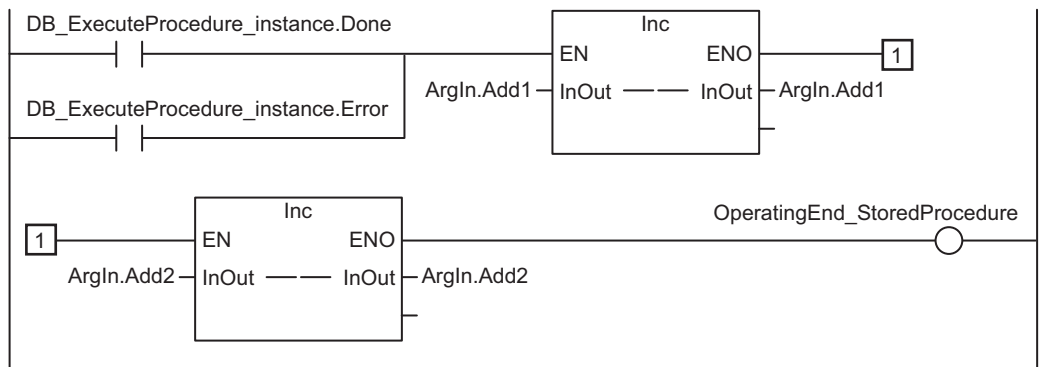 DB_ExecuteProcedure_instance.Done
Inc
EN ENO 1
ArgIn.Add1 InOut InOut ArgIn.Add1
DB_ExecuteProcedure_instance.Error
Inc
OperatingEnd_StoredProcedure
1 EN ENO
ArgIn.Add2 InOut InOut ArgIn.Add2